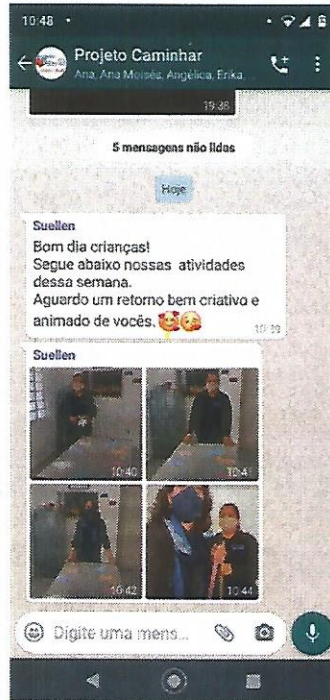 10:48
Projeto Caminhar
Ana, Ana Moisés, Angélica, Erika,
19:38
5 mensagens não lidas
Hoje
Suellen
Bom dia crianças!
Segue abaixo nossas atividades
dessa semana.
Aguardo um retorno bem criativo e
animado de vocês.
Suellen
10:40
10:41
10:42
10:44
Digite uma mens...